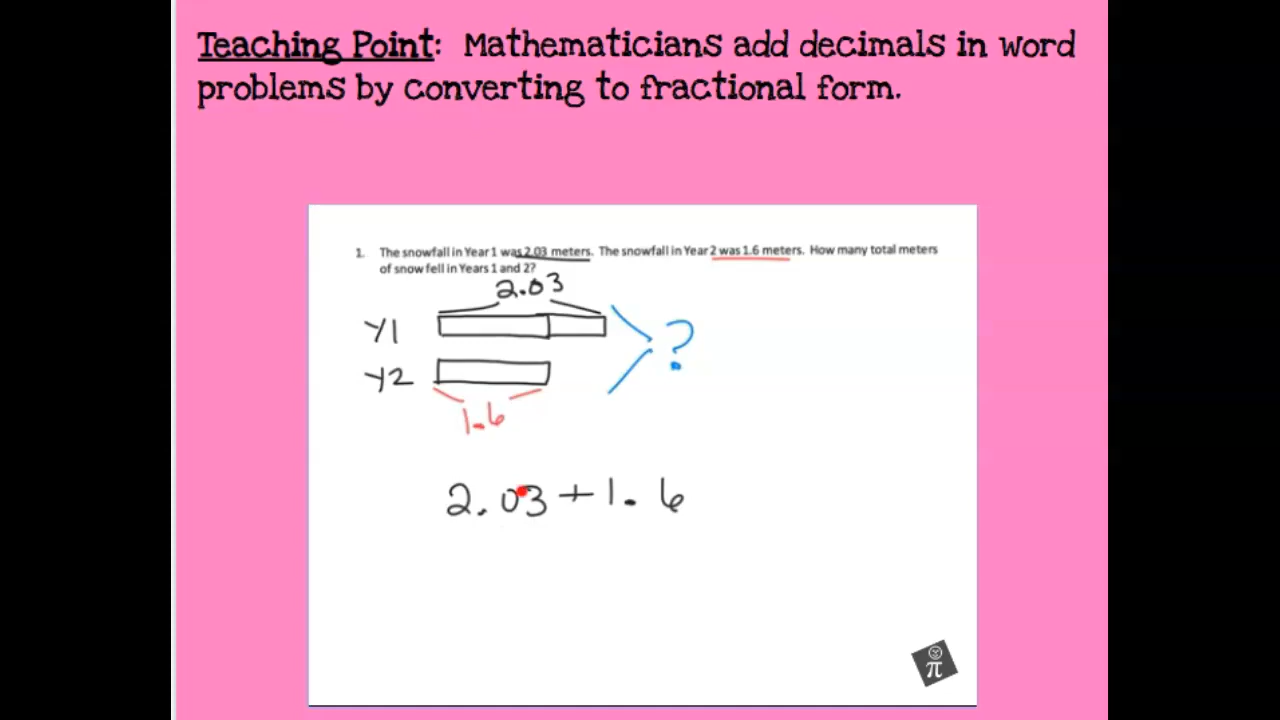 Teaching Point: Mathematicians add decimals in word
problems by converting to fractional form.
1. The snowfall in Year 1 was 2.03 meters. The snowfall in Year 2 was 1.6 meters. How many total meters
of snow fell in Years 1 and 2?
2.03
Y1
?
Y2
1.6
2.03 + 1.6
π